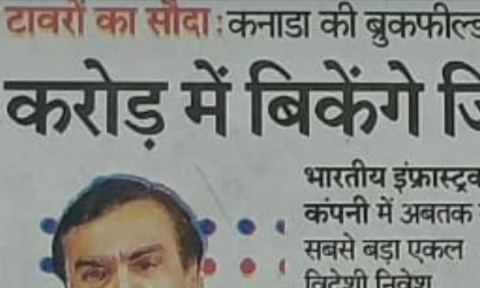 टावरों का सौदा : कनाडा की ब्रुकफील्ड
करोड़ में बिकेंगे जि
भारतीय इंफ्रास्ट्रक
कंपनी में अबतक
सबसे बड़ा एकल
विदेशी निवेश